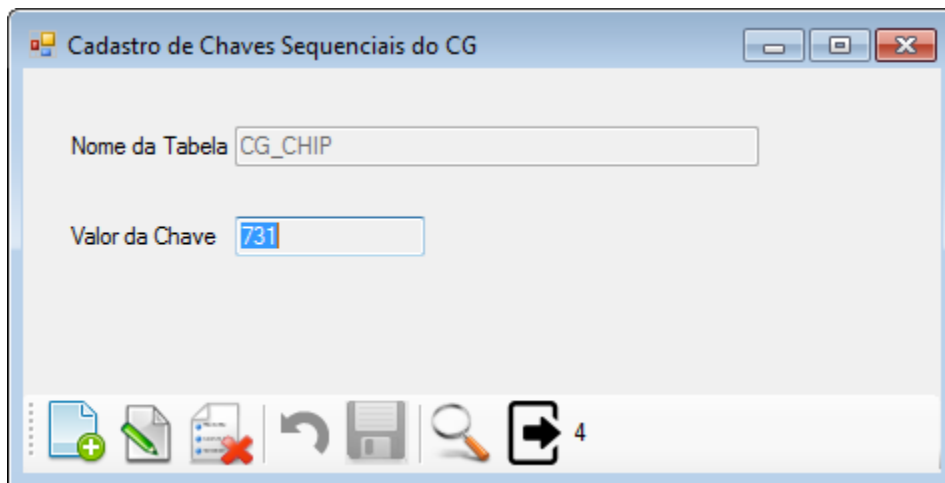 Cadastro de Chaves Sequenciais do CG
Nome da Tabela CG_CHIP
Valor da Chave 731
4